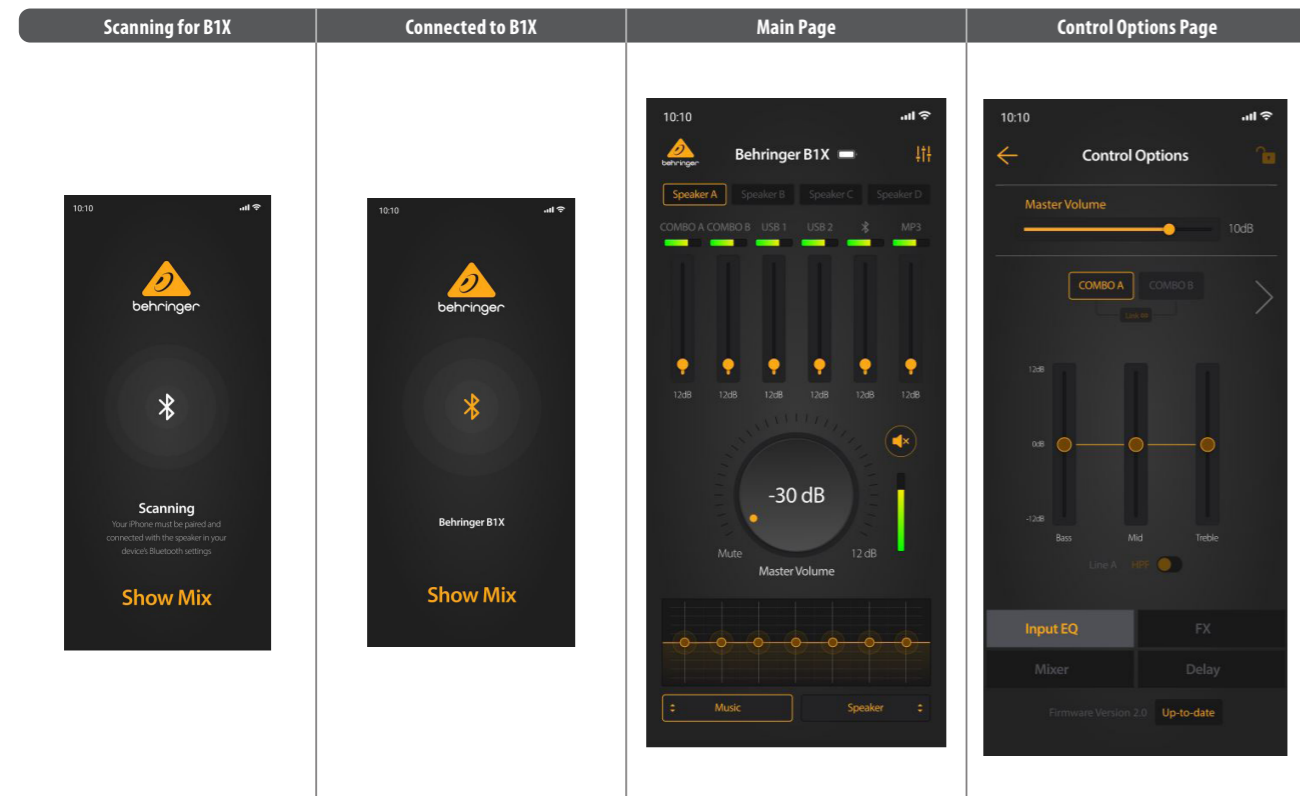 Scanning for B1X
Connected to B1X
Main Page
Control Options Page
10:10
behringer
Scanning
Your iPhone must be paired and
connected with the speaker in your
device's Bluetooth settings
Show Mix
10:10
behringer
Behringer B1X
Show Mix
10:10
behringer
Behringer B1X
Speaker A Speaker B Speaker C Speaker D
COMBO A COMBO B USB 1 USB 2 MP3
12dB 12dB 12dB 12dB 12dB 12dB
-30 dB
Mute 12 dB
Master Volume
Music Speaker
10:10
Control Options
Master Volume
10dB
COMBO A COMBO B
Link
12dB
0dB
-12dB
Bass Mid Treble
Line A HPF
Input EQ FX
Mixer Delay
Firmware Version 2.0 Up-to-date